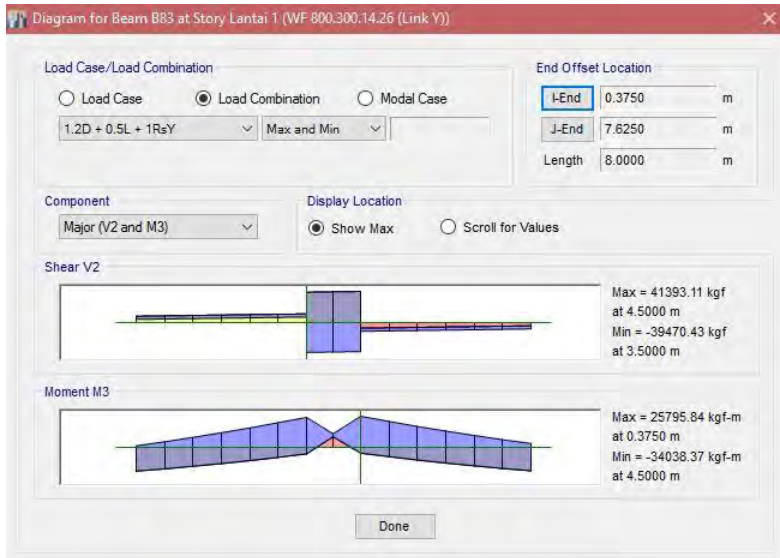 Diagram for Beam B83 at Story Lantai 1 (WF 800.300.14.26 (Link Y))
Load Case/Load Combination
Load Case
Load Combination
Modal Case
1.2D + 0.5L + 1RsY
Max and Min
End Offset Location
I-End 0.3750 m
J-End 7.6250 m
Length 8.0000 m
Component
Major (V2 and M3)
Display Location
Show Max
Scroll for Values
Shear V2
Max = 41393.11 kgf
at 4.5000 m
Min = -39470.43 kgf
at 3.5000 m
Moment M3
Max = 25795.84 kgf-m
at 0.3750 m
Min = -34038.37 kgf-m
at 4.5000 m
Done